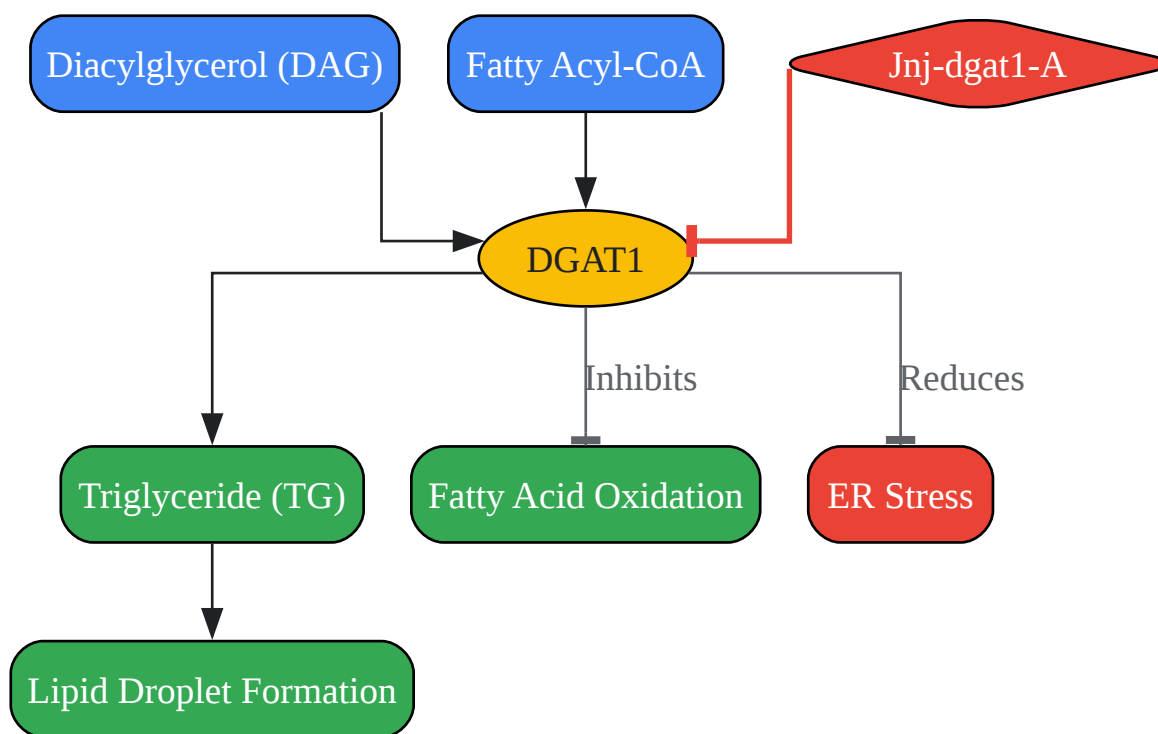 Diacylglycerol (DAG)
Fatty Acyl-CoA
Jnj-dgat1-A
DGAT1
Inhibits
Reduces
Triglyceride (TG)
Fatty Acid Oxidation
ER Stress
Lipid Droplet Formation